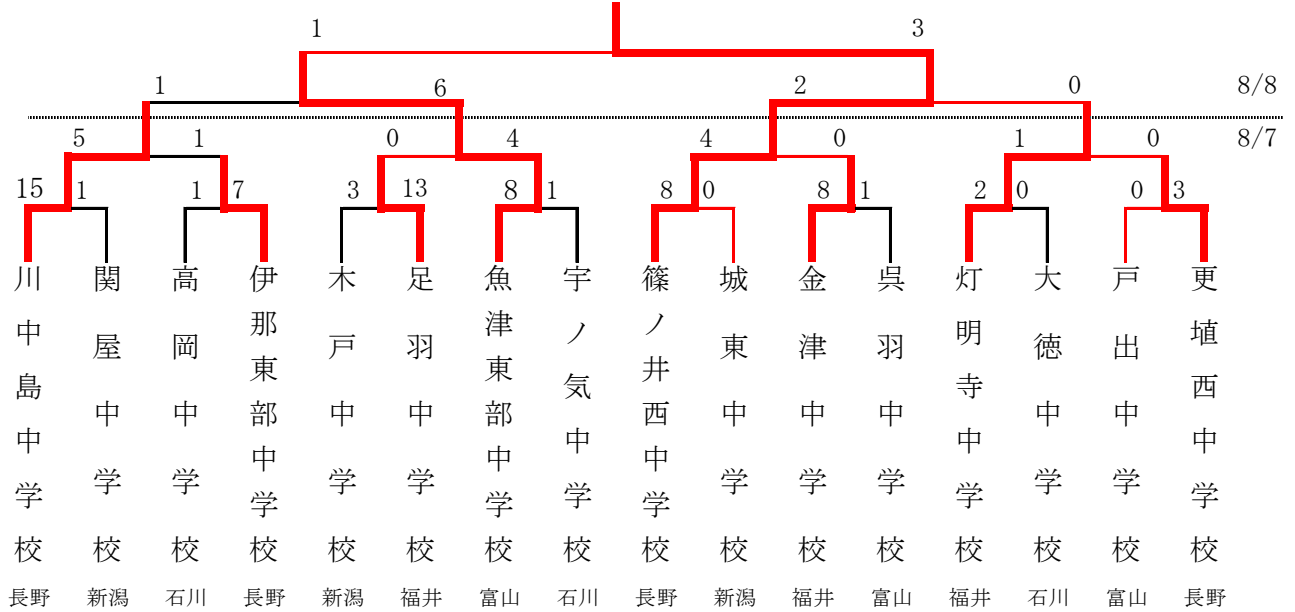 1 3
1 6 2 0 8/8
5 1 0 4 4 0 1 0 8/7
15 1 1 7 3 13 8 1 8 0 8 1 2 0 0 3
川中島中学校
関屋中学校
高岡中学校
伊那東部中学校
木戸中学校
足羽中学校
魚津東部中学校
宇ノ気中学校
篠ノ井西中学校
城東中学校
金津中学校
呉羽中学校
灯明寺中学校
大徳中学校
戸出中学校
更埴西中学校
長野 新潟 石川 長野 新潟 福井 富山 石川 長野 新潟 福井 富山 福井 石川 富山 長野